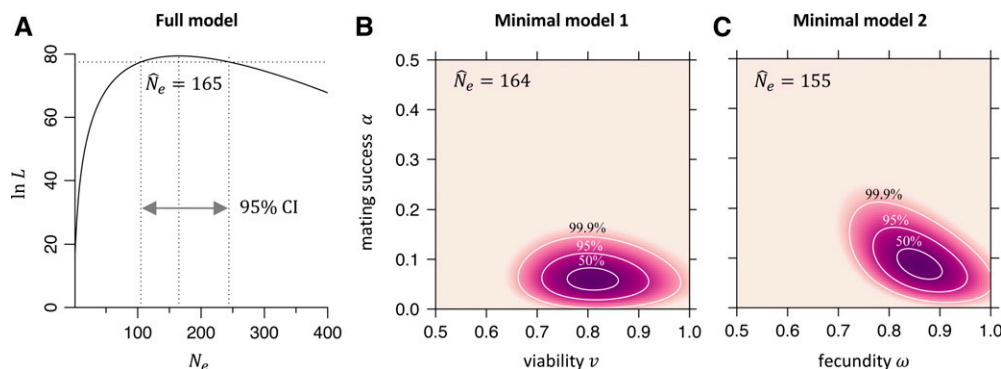 A
Full model
ln L
80
60
40
20
0
N̂e = 165
95% CI
0
100
200
300
400
Ne
B
Minimal model 1
N̂e = 164
mating success α
0.5
0.4
0.3
0.2
0.1
0.0
99.9%
95%
50%
0.5
0.6
0.7
0.8
0.9
1.0
viability v
C
Minimal model 2
N̂e = 155
99.9%
95%
50%
0.5
0.6
0.7
0.8
0.9
1.0
fecundity ω